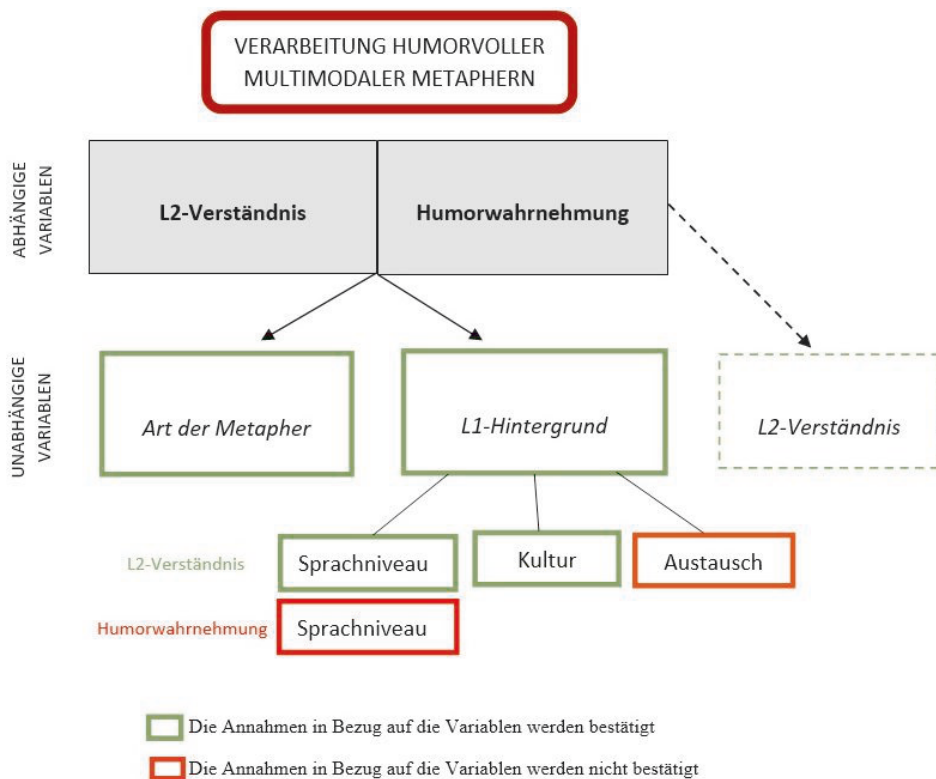 VERARBEITUNG HUMORVOLLER
MULTIMODALER METAPHERN
ABHÄNGIGE
VARIABLEN
L2-Verständnis
Humorwahrnehmung
UNABHÄNGIGE
VARIABLEN
Art der Metapher
L1-Hintergrund
L2-Verständnis
L2-Verständnis
Sprachniveau
Kultur
Austausch
Humorwahrnehmung
Sprachniveau
Die Annahmen in Bezug auf die Variablen werden bestätigt
Die Annahmen in Bezug auf die Variablen werden nicht bestätigt